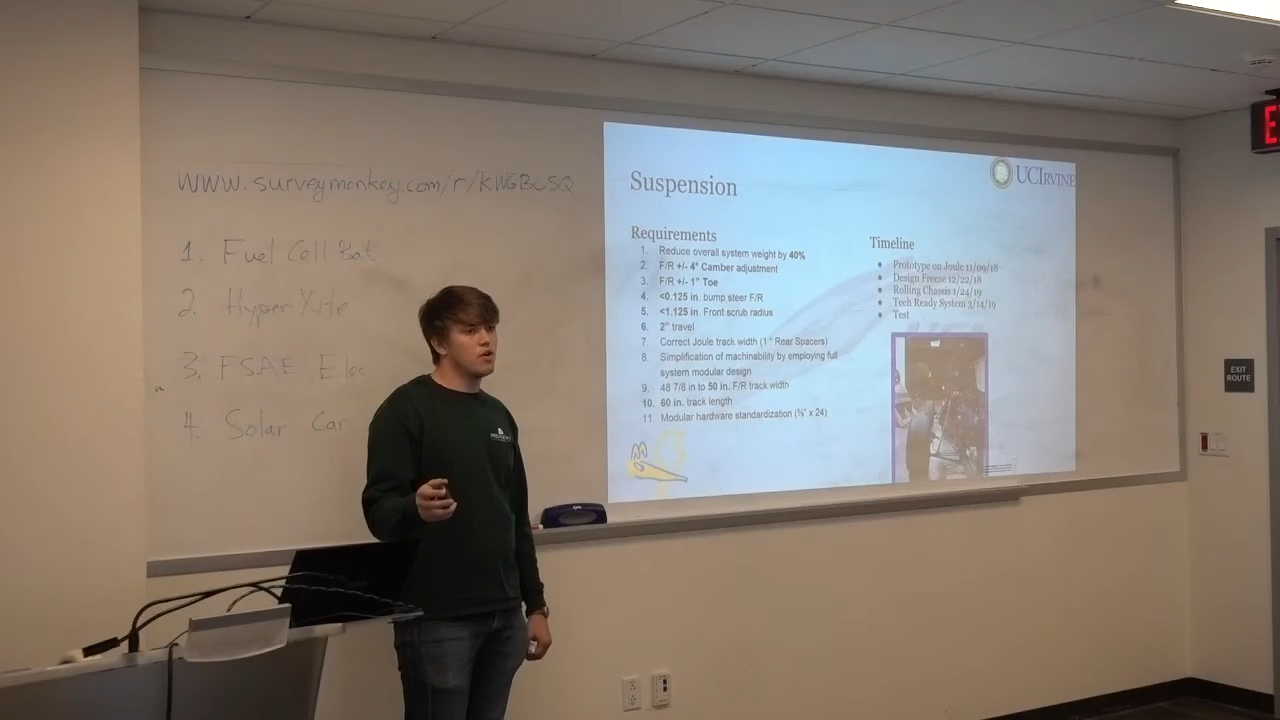 www.surveymonkey.com/r/KWGBLSQ
1. Fuel Cell Bat.
2. HyperXite
3. FSAE Elec
4. Solar Car
Suspension
UCIRVINE
Requirements
1. Reduce overall system weight by 40%
2. F/R +/- 4° Camber adjustment
3. F/R +/- 1" Toe
4. <0.125 in. bump steer F/R
5. <1.125 in. Front scrub radius
6. 2" travel
7. Correct Joule track width (1" Rear Spacers)
8. Simplification of machinability by employing full
system modular design
9. 48 7/8 in to 50 in. F/R track width
10. 60 in. track length
11. Modular hardware standardization (⅜" x 24)
Timeline
• Prototype on Joule 11/09/18
• Design Freeze 12/22/18
• Rolling Chassis 1/24/19
• Tech Ready System 3/14/19
• Test
E
EXIT
ROUTE